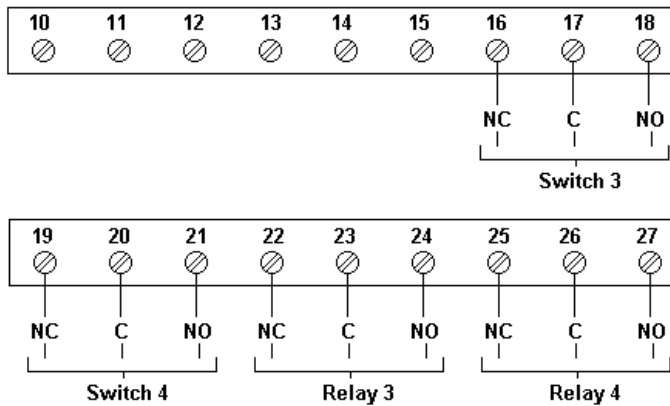 10 11 12 13 14 15 16 17 18
NC C NO
Switch 3
19 20 21 22 23 24 25 26 27
NC C NO NC C NO NC C NO
Switch 4 Relay 3 Relay 4